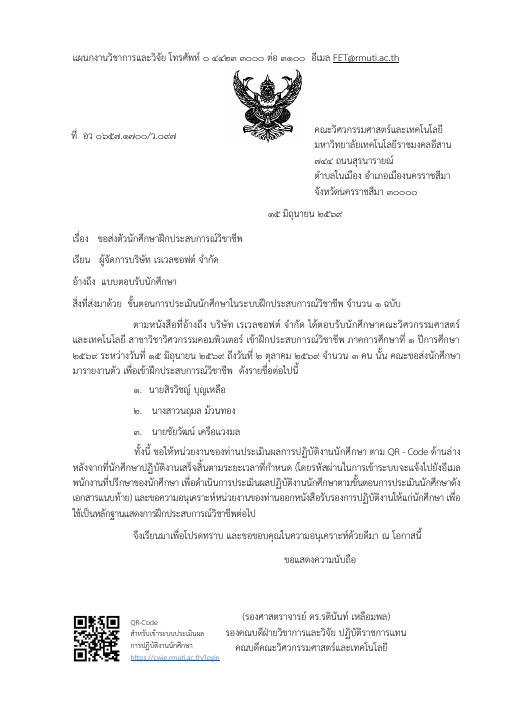 แผนกงานวิชาการและวิจัย โทรศัพท์ ๐ ๔๔๒๓ ๓๐๐๐ ต่อ ๓๑๐๐ อีเมล FET@rmuti.ac.th
ที่ อว ๐๖๕๗.๑๗๐๐/ว.๐๙๗
คณะวิศวกรรมศาสตร์และเทคโนโลยี
มหาวิทยาลัยเทคโนโลยีราชมงคลอีสาน
๗๔๔ ถนนสุรนารายณ์
ตำบลในเมือง อำเภอเมืองนครราชสีมา
จังหวัดนครราชสีมา ๓๐๐๐๐
๑๕ มิถุนายน ๒๕๖๙
เรื่อง ขอส่งตัวนักศึกษาฝึกประสบการณ์วิชาชีพ
เรียน ผู้จัดการบริษัท เรเวลซอฟต์ จำกัด
อ้างถึง แบบตอบรับนักศึกษา
สิ่งที่ส่งมาด้วย ขั้นตอนการประเมินนักศึกษาในระบบฝึกประสบการณ์วิชาชีพ จำนวน ๑ ฉบับ
ตามหนังสือที่อ้างถึง บริษัท เรเวลซอฟต์ จำกัด ได้ตอบรับนักศึกษาคณะวิศวกรรมศาสตร์
และเทคโนโลยี สาขาวิชาวิศวกรรมคอมพิวเตอร์ เข้าฝึกประสบการณ์วิชาชีพ ภาคการศึกษาที่ ๑ ปีการศึกษา
๒๕๖๙ ระหว่างวันที่ ๑๕ มิถุนายน ๒๕๖๙ ถึงวันที่ ๒ ตุลาคม ๒๕๖๙ จำนวน ๓ คน นั้น คณะขอส่งนักศึกษา
มารายงานตัว เพื่อเข้าฝึกประสบการณ์วิชาชีพ ดังรายชื่อต่อไปนี้
๑. นายสิรวิชญ์ บุญเหลือ
๒. นางสาวนฤมล ม้วนทอง
๓. นายชัยวัฒน์ เครือแวงมล
ทั้งนี้ ขอให้หน่วยงานของท่านประเมินผลการปฏิบัติงานนักศึกษา ตาม QR - Code ด้านล่าง
หลังจากที่นักศึกษาปฏิบัติงานเสร็จสิ้นตามระยะเวลาที่กำหนด (โดยรหัสผ่านในการเข้าระบบจะแจ้งไปยังอีเมล
พนักงานที่ปรึกษาของนักศึกษา เพื่อดำเนินการประเมินผลปฏิบัติงานนักศึกษาตามขั้นตอนการประเมินนักศึกษาดัง
เอกสารแนบท้าย) และขอความอนุเคราะห์หน่วยงานของท่านออกหนังสือรับรองการปฏิบัติงานให้แก่นักศึกษา เพื่อ
ใช้เป็นหลักฐานแสดงการฝึกประสบการณ์วิชาชีพต่อไป
จึงเรียนมาเพื่อโปรดทราบ และขอขอบคุณในความอนุเคราะห์ด้วยดีมา ณ โอกาสนี้
ขอแสดงความนับถือ
(รองศาสตราจารย์ ดร.รตินันท์ เหลือมพล)
รองคณบดีฝ่ายวิชาการและวิจัย ปฏิบัติราชการแทน
คณบดีคณะวิศวกรรมศาสตร์และเทคโนโลยี
QR-Code
สำหรับเข้าระบบประเมินผล
การปฏิบัติงานนักศึกษา
https://cwie.rmuti.ac.th/login